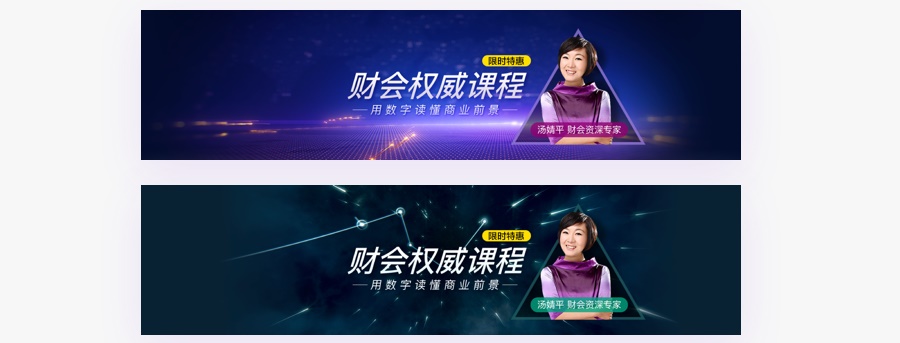 限时特惠
财会权威课程
用数字读懂商业前景
汤婧平 财会资深专家
限时特惠
财会权威课程
用数字读懂商业前景
汤婧平 财会资深专家